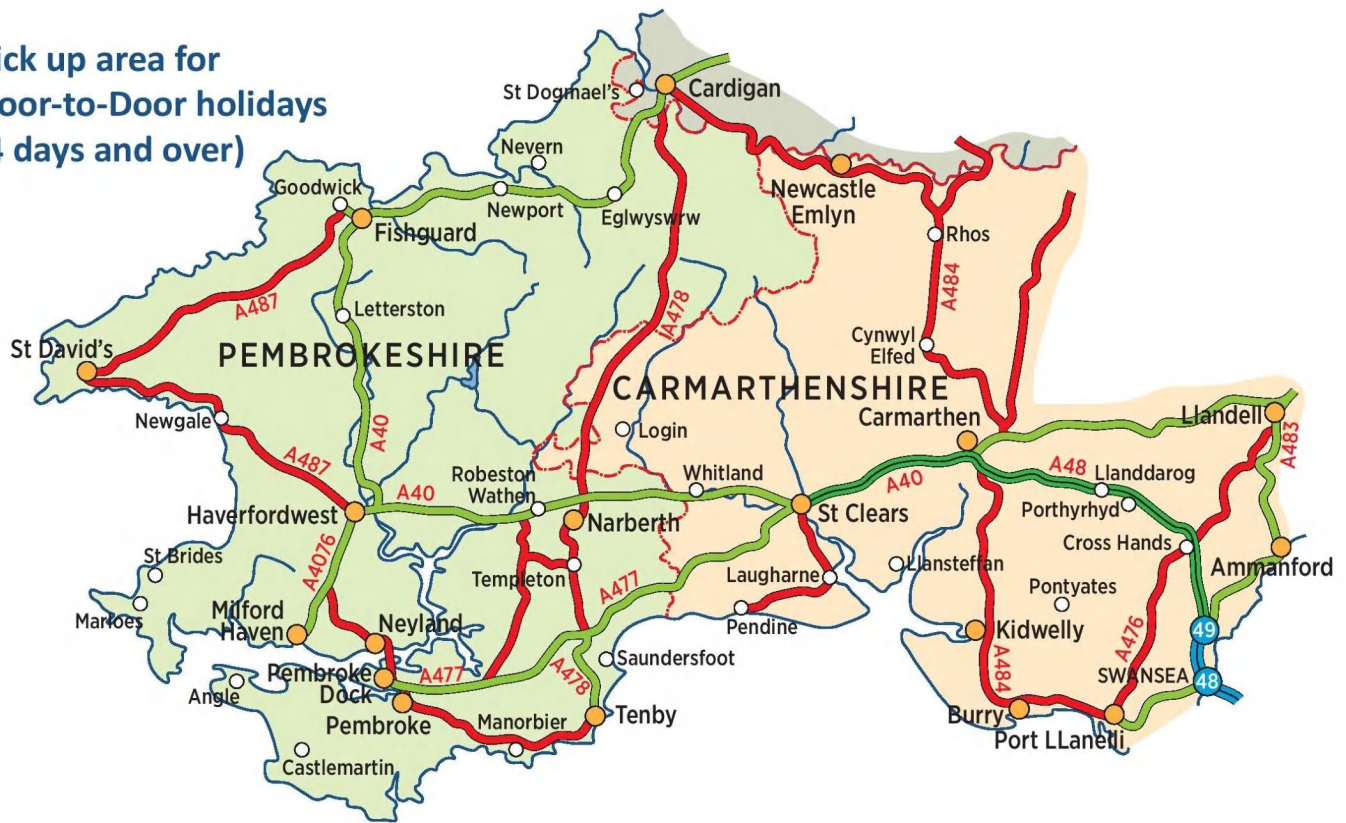 ick up area for
oor-to-Door holidays
4 days and over)
St Dogmael's
Cardigan
Nevern
Goodwick
Newport
Eglwyswrw
Fishguard
Newcastle
Emlyn
Rhos
A487
Letterston
A478
A484
St David's
PEMBROKESHIRE
Cynwyl
Elfed
CARMARTHENSHIRE
Newgale
A40
Login
Carmarthen
Llandell
A483
A487
Robeston
Wathen
Whitland
A40
A40
A48
Llanddarog
Haverfordwest
Narberth
St Clears
Porthyrhyd
Cross Hands
St Brides
A4076
Templeton
A477
Laugharne
Llansteffan
Ammanford
Marloes
Milford
Haven
Neyland
Pendine
Pontyates
Kidwelly
49
A476
Saundersfoot
Pembroke
Dock
A477
A478
A484
SWANSEA
48
Angle
Pembroke
Manorbier
Tenby
Burry
Port LLanelli
Castlemartin